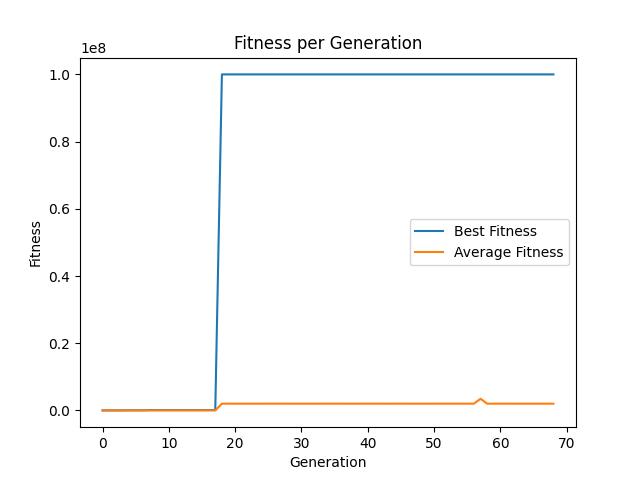 Fitness per Generation
1e8
1.0
0.8
0.6
0.4
0.2
0.0
Fitness
Best Fitness
Average Fitness
0 10 20 30 40 50 60 70
Generation